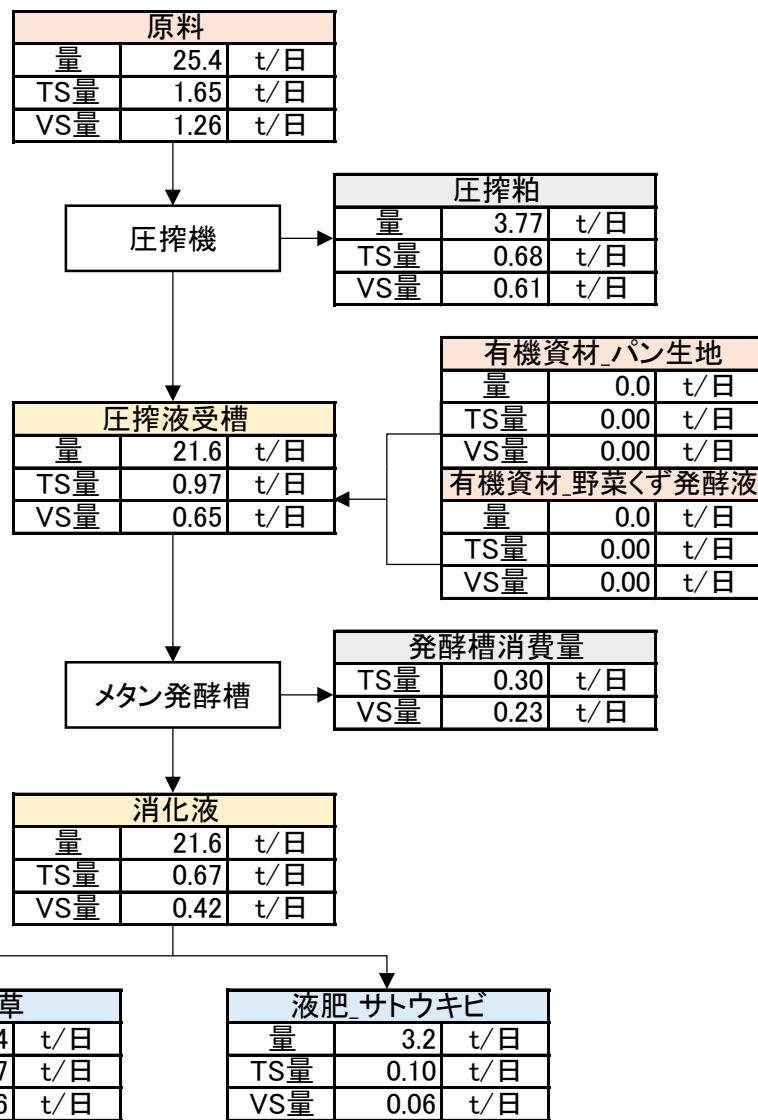 原料
量 25.4 t/日
TS量 1.65 t/日
VS量 1.26 t/日
圧搾機
圧搾粕
量 3.77 t/日
TS量 0.68 t/日
VS量 0.61 t/日
有機資材_パン生地
量 0.0 t/日
TS量 0.00 t/日
VS量 0.00 t/日
圧搾液受槽
量 21.6 t/日
TS量 0.97 t/日
VS量 0.65 t/日
有機資材_野菜くず発酵液
量 0.0 t/日
TS量 0.00 t/日
VS量 0.00 t/日
メタン発酵槽
発酵槽消費量
TS量 0.30 t/日
VS量 0.23 t/日
消化液
量 21.6 t/日
TS量 0.67 t/日
VS量 0.42 t/日
草
4 t/日
7 t/日
6 t/日
液肥_サトウキビ
量 3.2 t/日
TS量 0.10 t/日
VS量 0.06 t/日